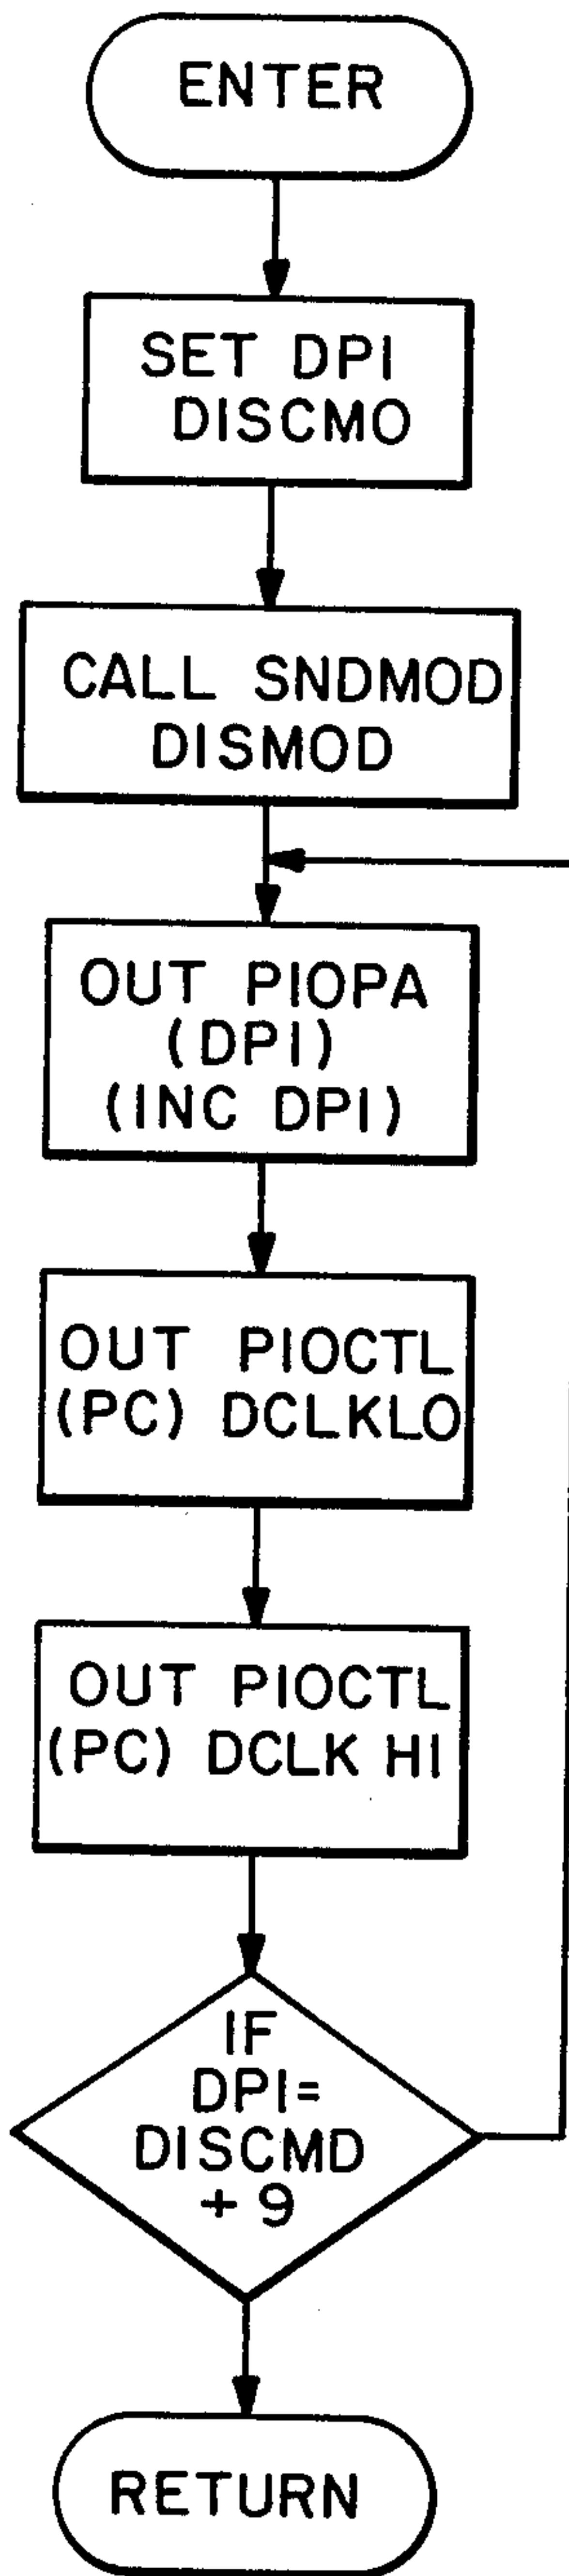 ENTER
SET DPI
DISCMO
CALL SNDMOD
DISMOD
OUT PIOPA
(DPI)
(INC DPI)
OUT PIOCTL
(PC) DCLKLO
OUT PIOCTL
(PC) DCLK HI
IF
DPI=
DISCMD
+ 9
RETURN